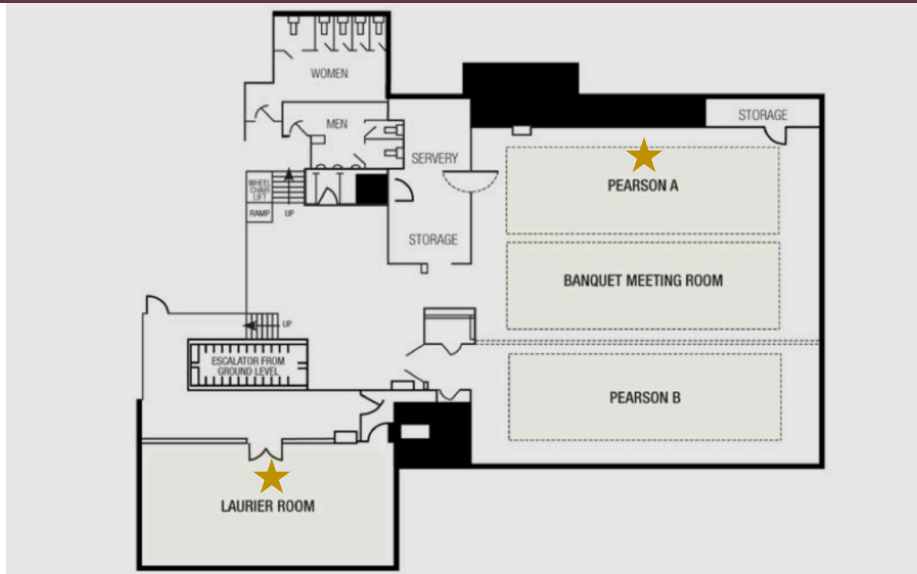 WOMEN
MEN
STORAGE
SERVERY
PEARSON A
WHEEL
CHAIR
LIFT
RAMP
UP
STORAGE
BANQUET MEETING ROOM
UP
ESCALATOR FROM
GROUND LEVEL
PEARSON B
LAURIER ROOM